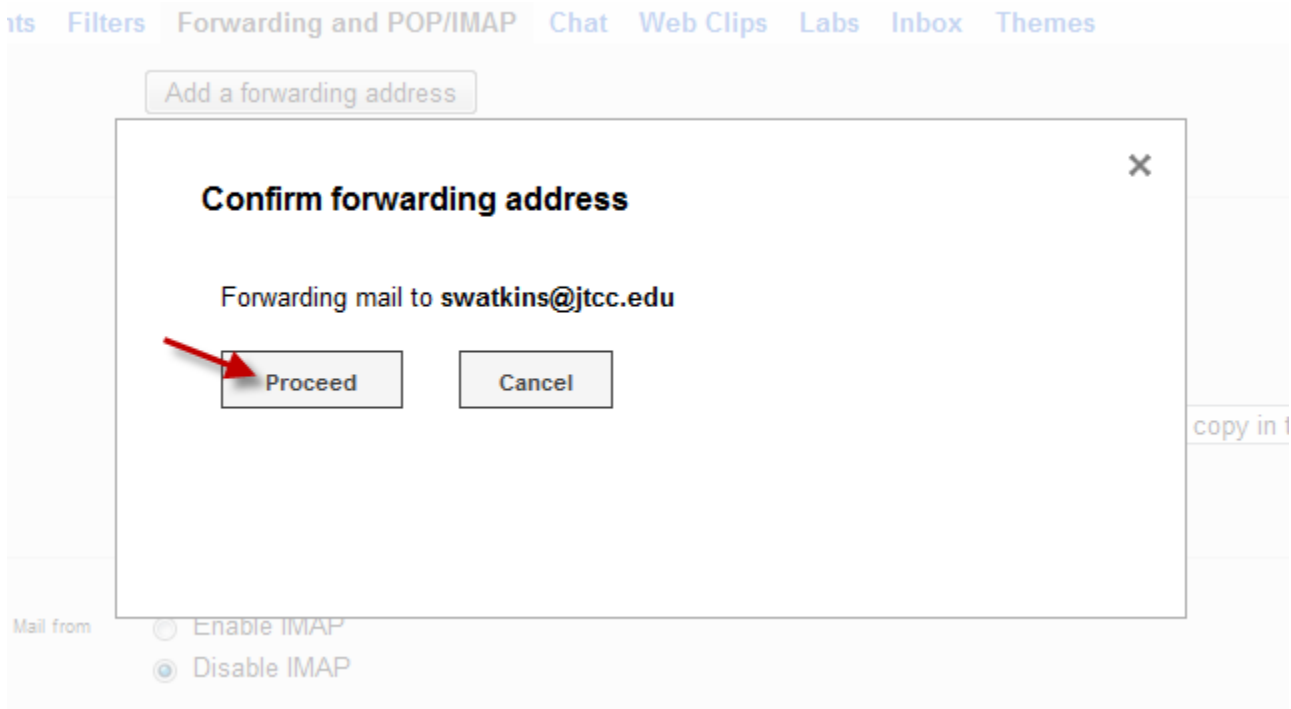 Filters Forwarding and POP/IMAP Chat Web Clips Labs Inbox Themes
Add a forwarding address
Confirm forwarding address
Forwarding mail to swatkins@jtcc.edu
Proceed Cancel
copy in
Mail from Enable IMAP
Disable IMAP